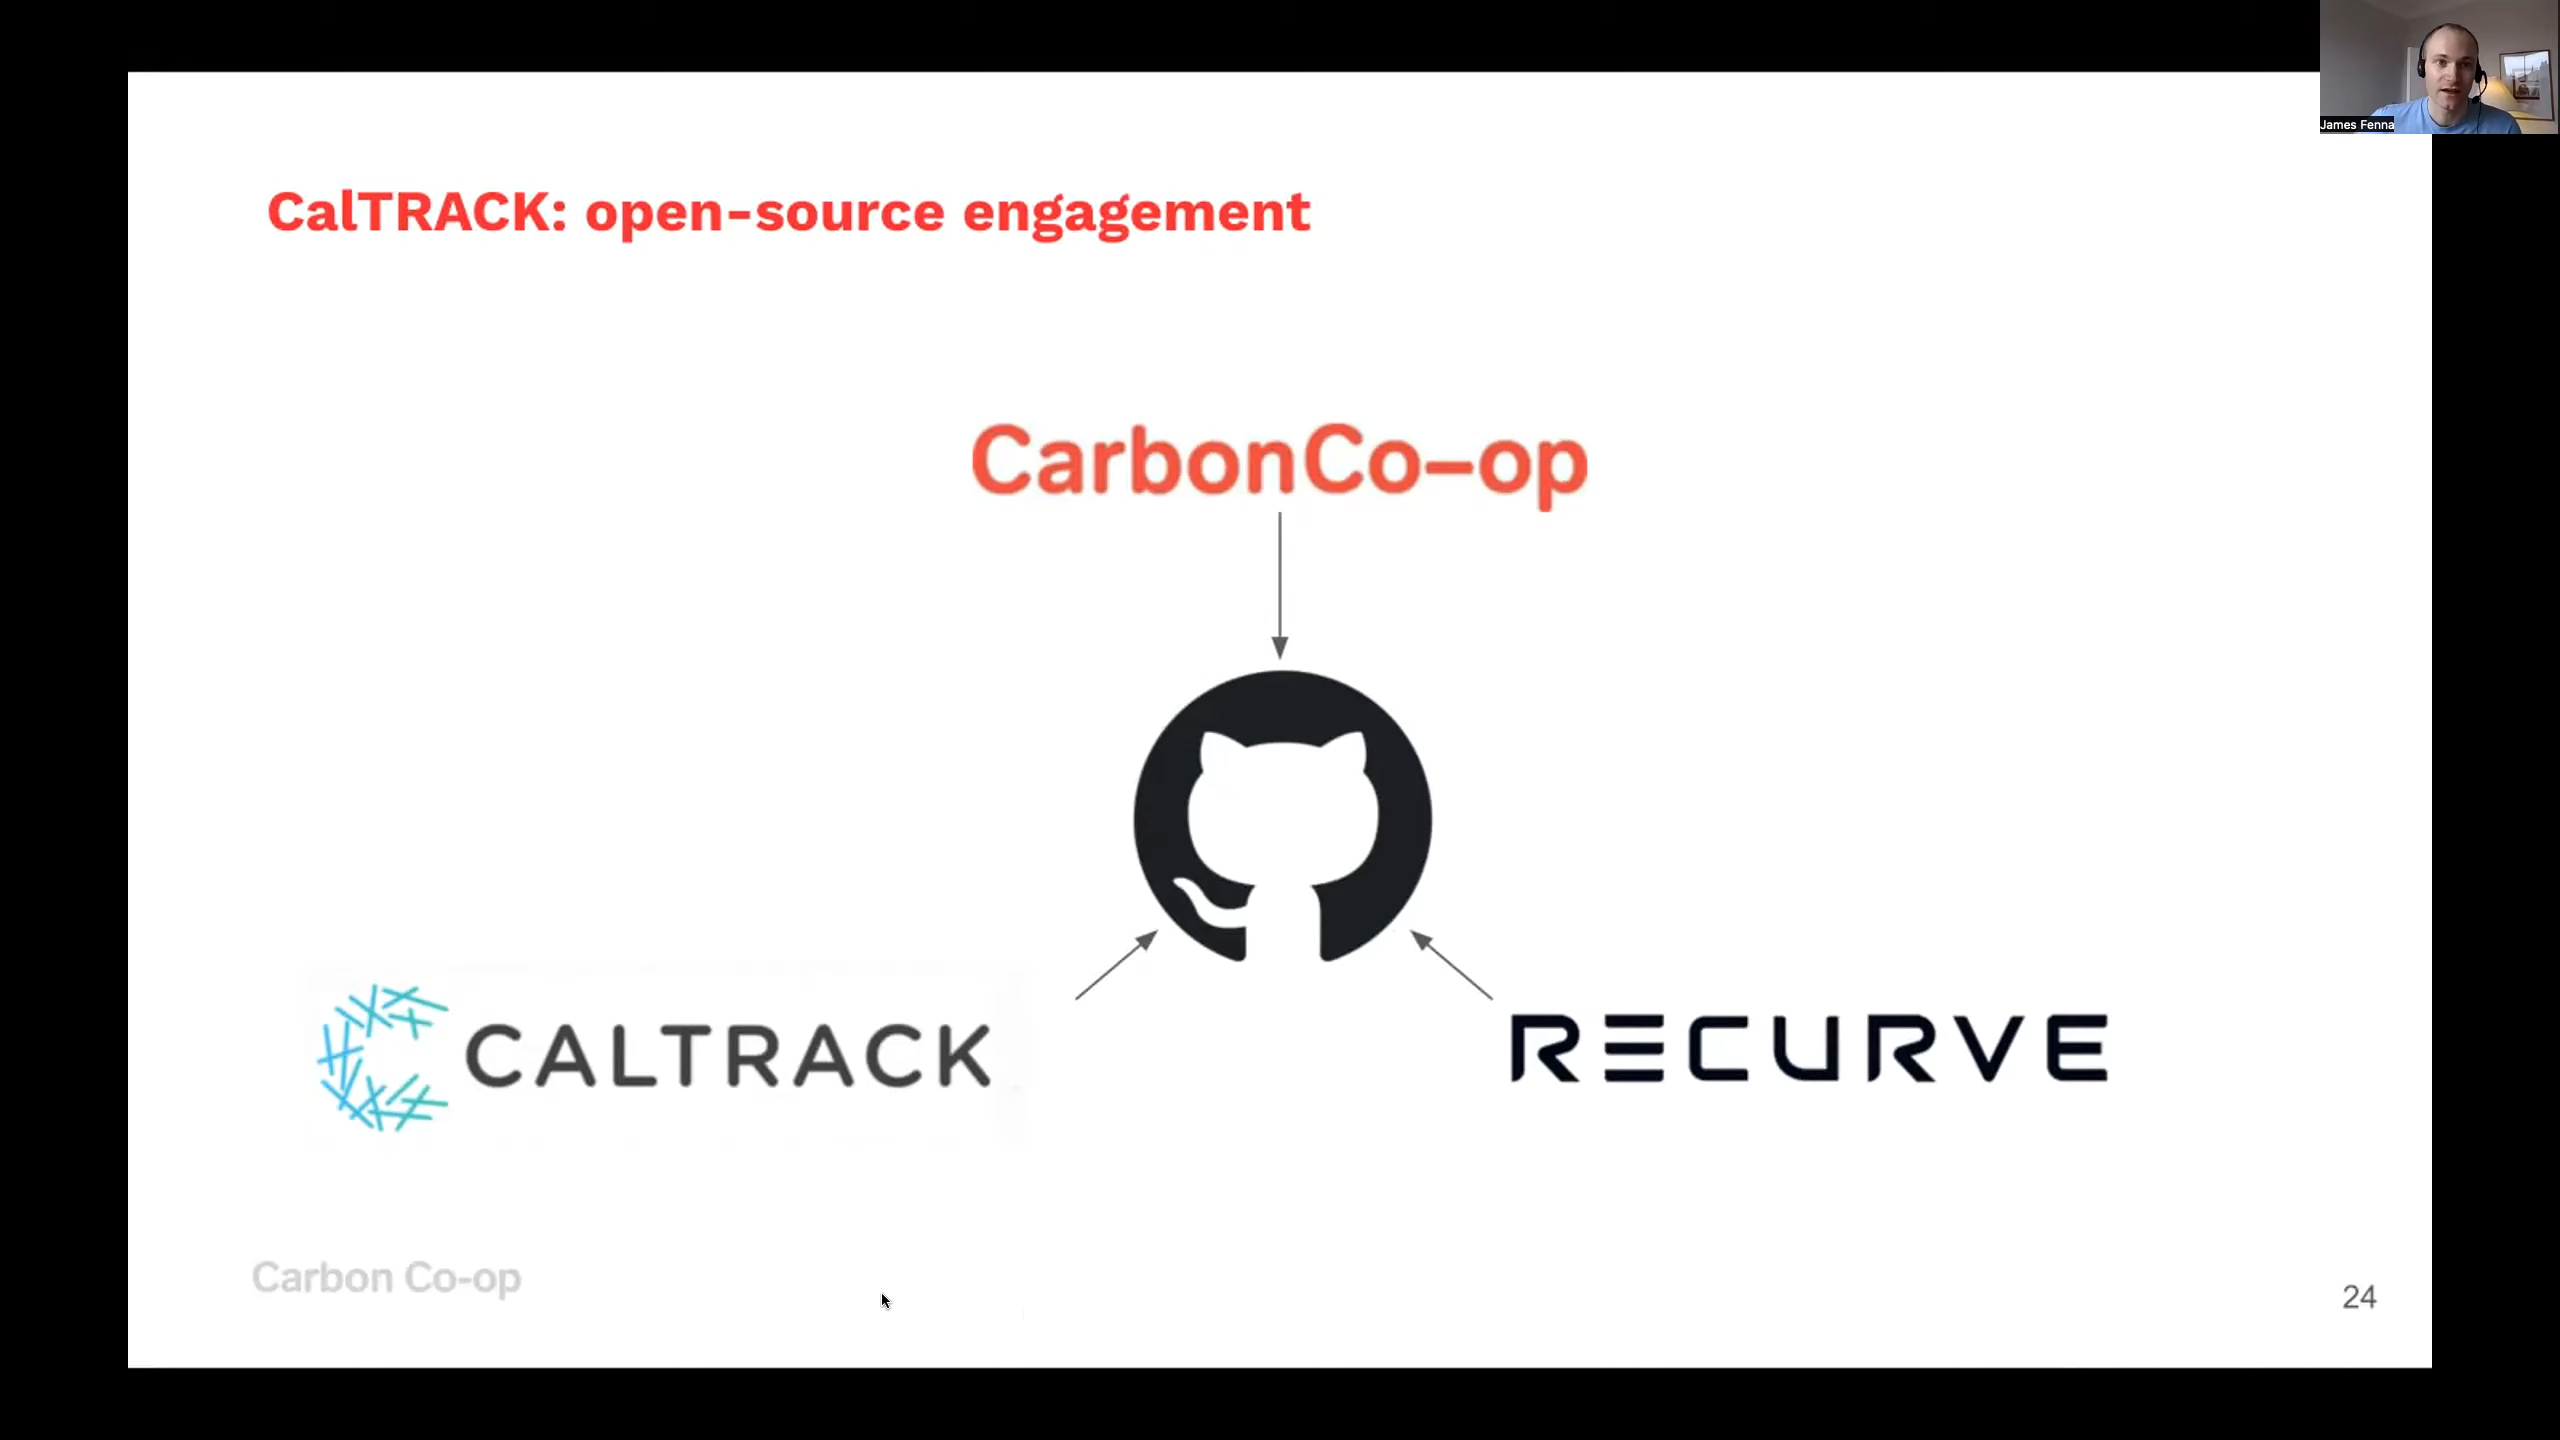 James Fenna
CalTRACK: open-source engagement
CarbonCo-op
CALTRACK
RECURVE
Carbon Co-op
24